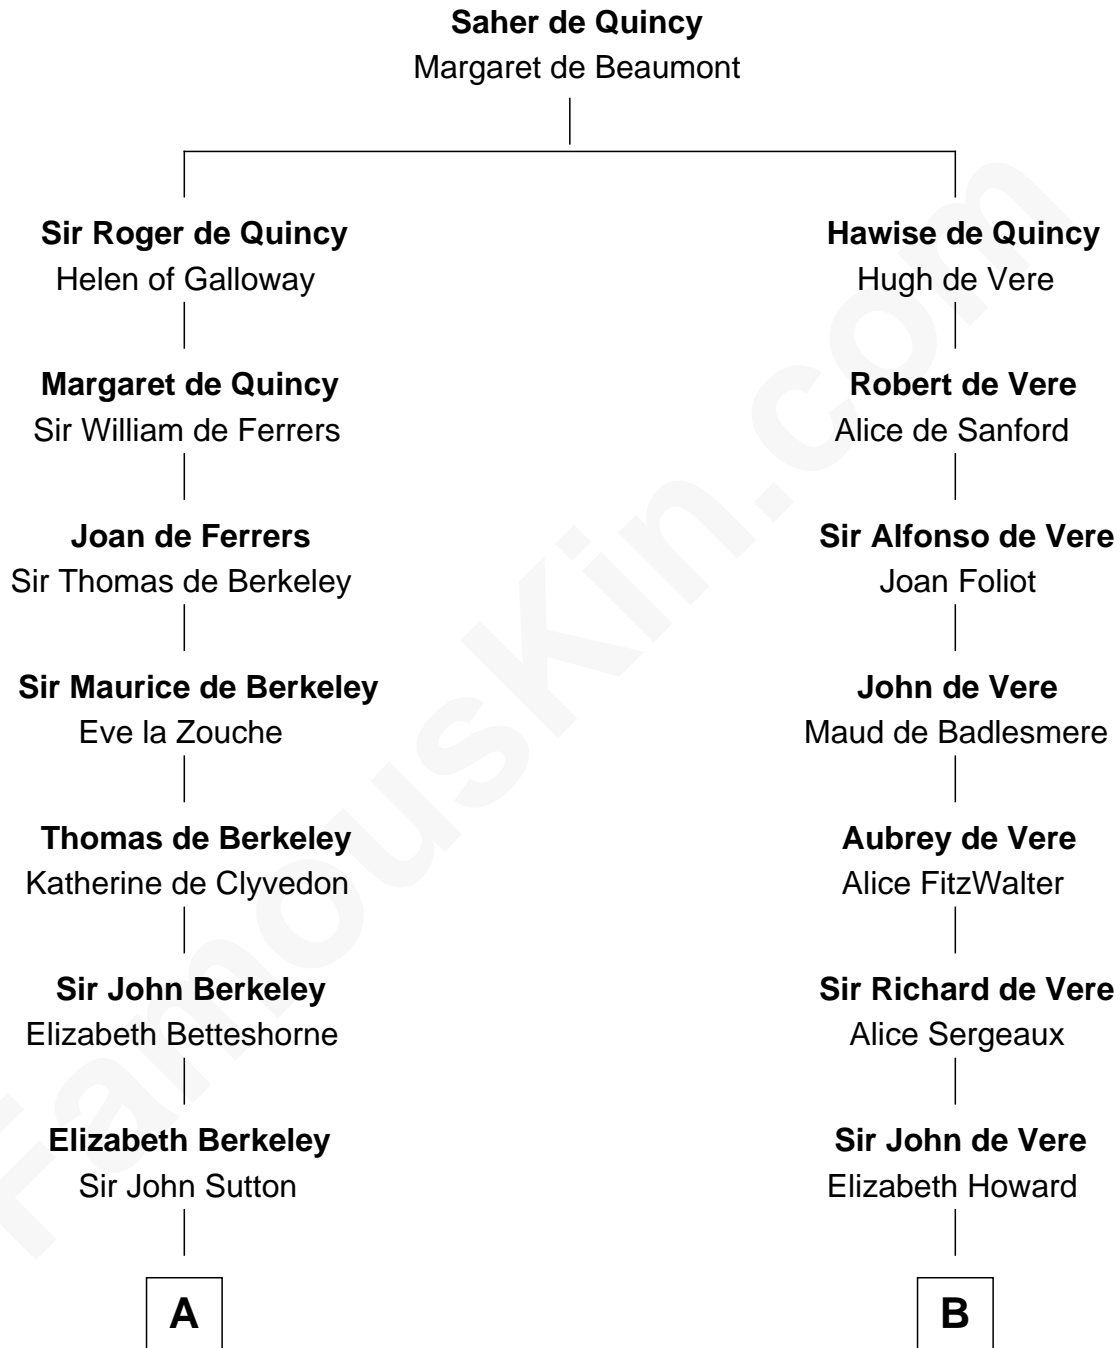 Saher de Quincy
Margaret de Beaumont
Sir Roger de Quincy
Helen of Galloway
Hawise de Quincy
Hugh de Vere
Margaret de Quincy
Sir William de Ferrers
Robert de Vere
Alice de Sanford
Joan de Ferrers
Sir Thomas de Berkeley
Sir Alfonso de Vere
Joan Foliot
Sir Maurice de Berkeley
Eve la Zouche
John de Vere
Maud de Badlesmere
Thomas de Berkeley
Katherine de Clyvedon
Aubrey de Vere
Alice FitzWalter
Sir John Berkeley
Elizabeth Betteshorne
Sir Richard de Vere
Alice Sergeaux
Elizabeth Berkeley
Sir John Sutton
Sir John de Vere
Elizabeth Howard
A
B
FamousKin.com